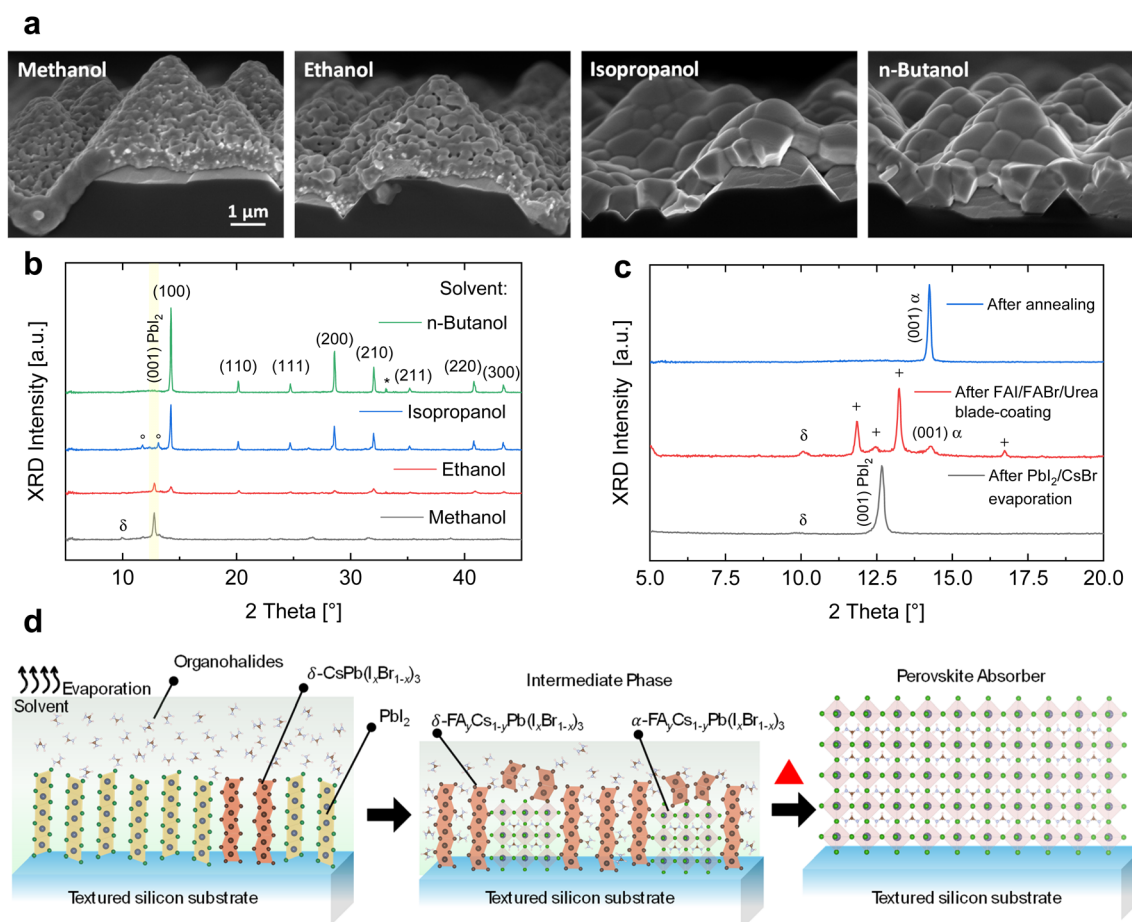 a
Methanol
Ethanol
Isopropanol
n-Butanol
1 µm
b
XRD Intensity [a.u.]
(001) PbI2
(100)
(110)
(111)
(200)
(210)
*
(211)
(220)
(300)
Solvent:
n-Butanol
°
°
Isopropanol
Ethanol
δ
Methanol
10
20
30
40
2 Theta [°]
c
XRD Intensity [a.u.]
(001) α
After annealing
δ
+
+
+
(001) α
+
After FAI/FABr/Urea
blade-coating
δ
(001) PbI2
After PbI2/CsBr
evaporation
5.0
7.5
10.0
12.5
15.0
17.5
20.0
2 Theta [°]
d
Evaporation
Solvent
Organohalides
δ-CsPb(IxBr1-x)3
PbI2
Textured silicon substrate
Intermediate Phase
δ-FAyCs1-yPb(IxBr1-x)3
α-FAyCs1-yPb(IxBr1-x)3
Textured silicon substrate
Perovskite Absorber
Textured silicon substrate